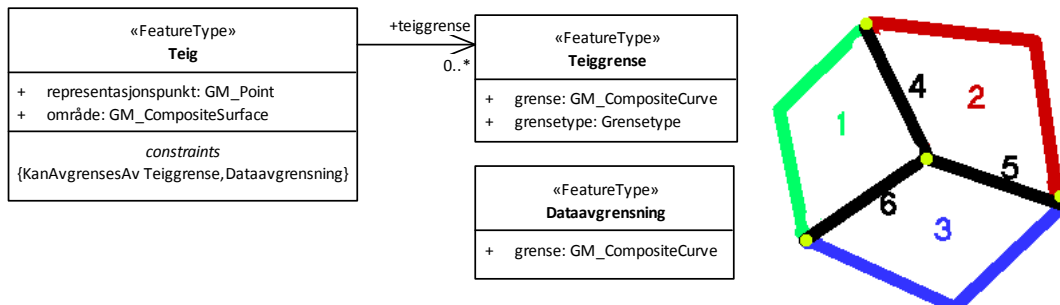 «FeatureType»
Teig
+ representasjonspunkt: GM_Point
+ område: GM_CompositeSurface
constraints
{KanAvgrensesAv Teiggrense,Dataavgrensning}
+teiggrense
0..*
«FeatureType»
Teiggrense
+ grense: GM_CompositeCurve
+ grensetype: Grensetype
«FeatureType»
Dataavgrensning
+ grense: GM_CompositeCurve
1
4
2
5
6
3